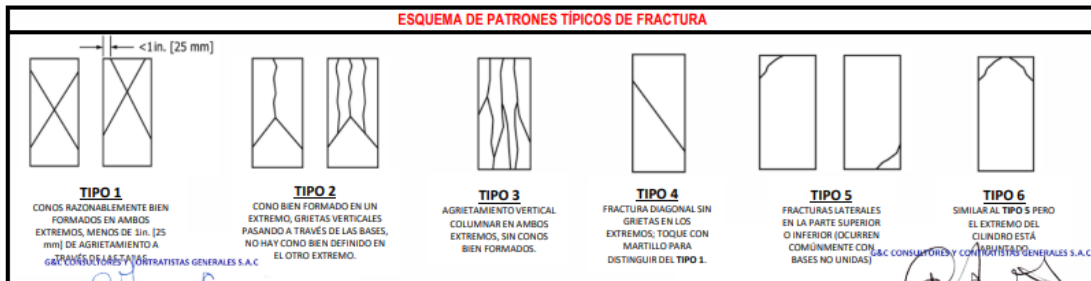 ESQUEMA DE PATRONES TÍPICOS DE FRACTURA
<1in. [25 mm]
TIPO 1
CONOS RAZONABLEMENTE BIEN
FORMADOS EN AMBOS
EXTREMOS, MENOS DE 1in. [25
mm] DE AGRIETAMIENTO A
TRAVÉS DE LAS TAPAS.
G&C CONSULTORES Y CONTRATISTAS GENERALES S.A.C
TIPO 2
CONO BIEN FORMADO EN UN
EXTREMO, GRIETAS VERTICALES
PASANDO A TRAVÉS DE LAS BASES,
NO HAY CONO BIEN DEFINIDO EN
EL OTRO EXTREMO.
TIPO 3
AGRIETAMIENTO VERTICAL
COLUMNAR EN AMBOS
EXTREMOS, SIN CONOS
BIEN FORMADOS.
TIPO 4
FRACTURA DIAGONAL SIN
GRIETAS EN LOS
EXTREMOS; TOQUE CON
MARTILLO PARA
DISTINGUIR DEL TIPO 1.
TIPO 5
FRACTURAS LATERALES
EN LA PARTE SUPERIOR
O INFERIOR (OCURREN
COMÚNMENTE CON
BASES NO UNIDAS)
TIPO 6
SIMILAR AL TIPO 5 PERO
EL EXTREMO DEL
CILINDRO ESTÁ
APUNTADO
G&C CONSULTORES Y CONTRATISTAS GENERALES S.A.C